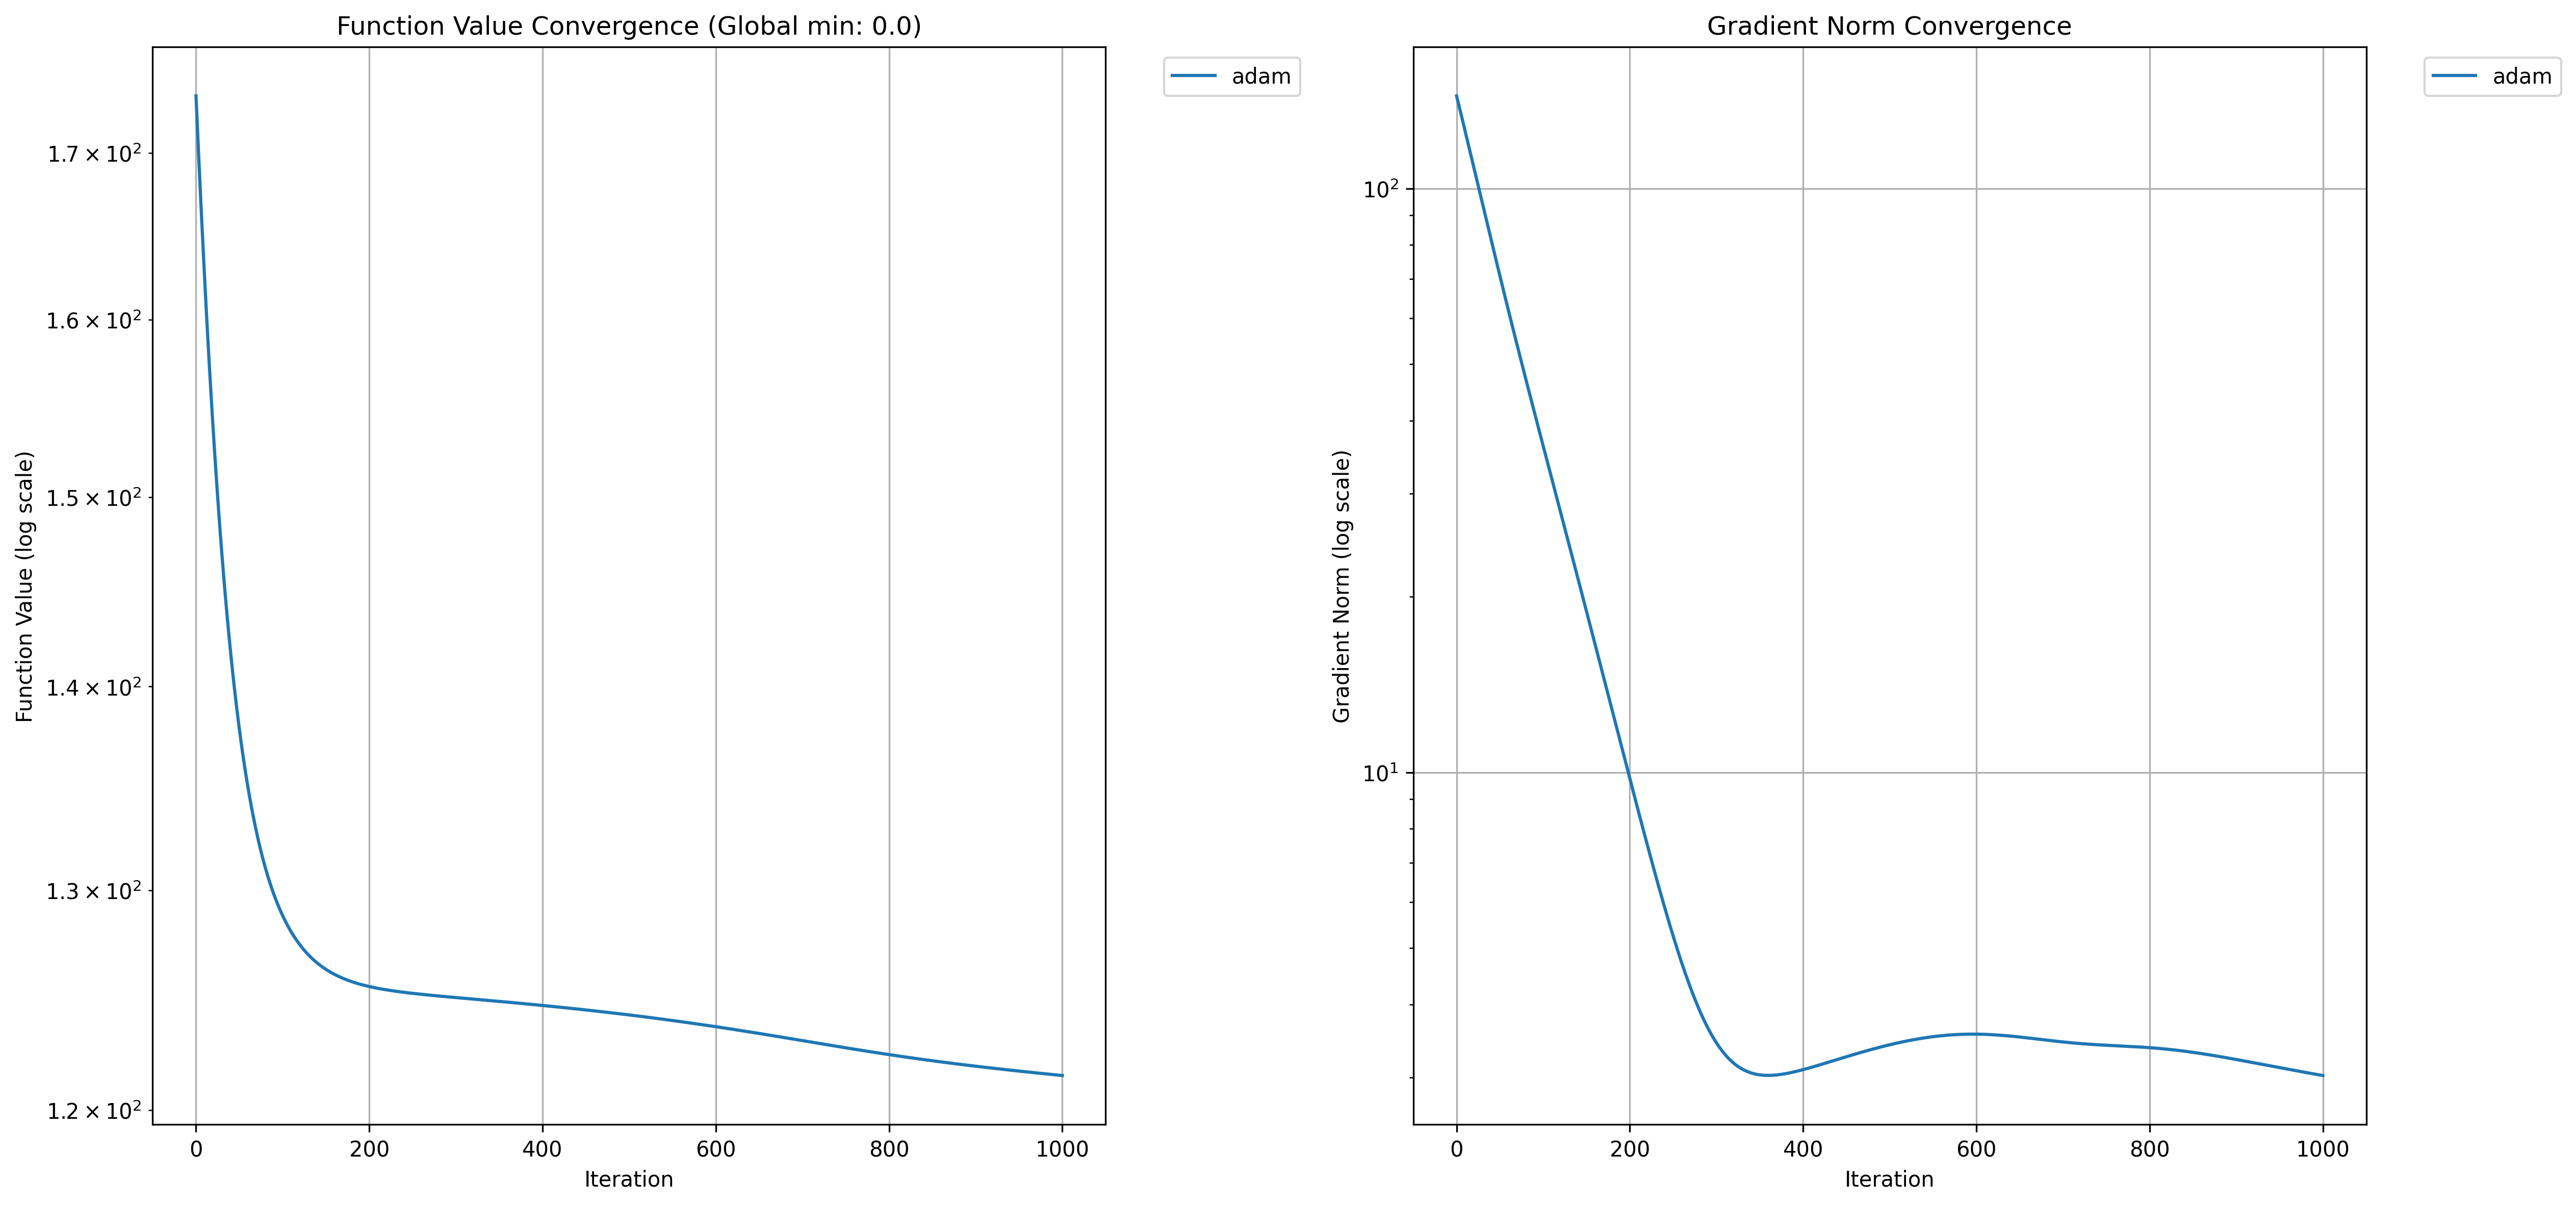 Function Value Convergence (Global min: 0.0)
adam
Function Value (log scale)
1.7 × 10²
1.6 × 10²
1.5 × 10²
1.4 × 10²
1.3 × 10²
1.2 × 10²
0 200 400 600 800 1000
Iteration
Gradient Norm Convergence
adam
Gradient Norm (log scale)
10²
10¹
0 200 400 600 800 1000
Iteration